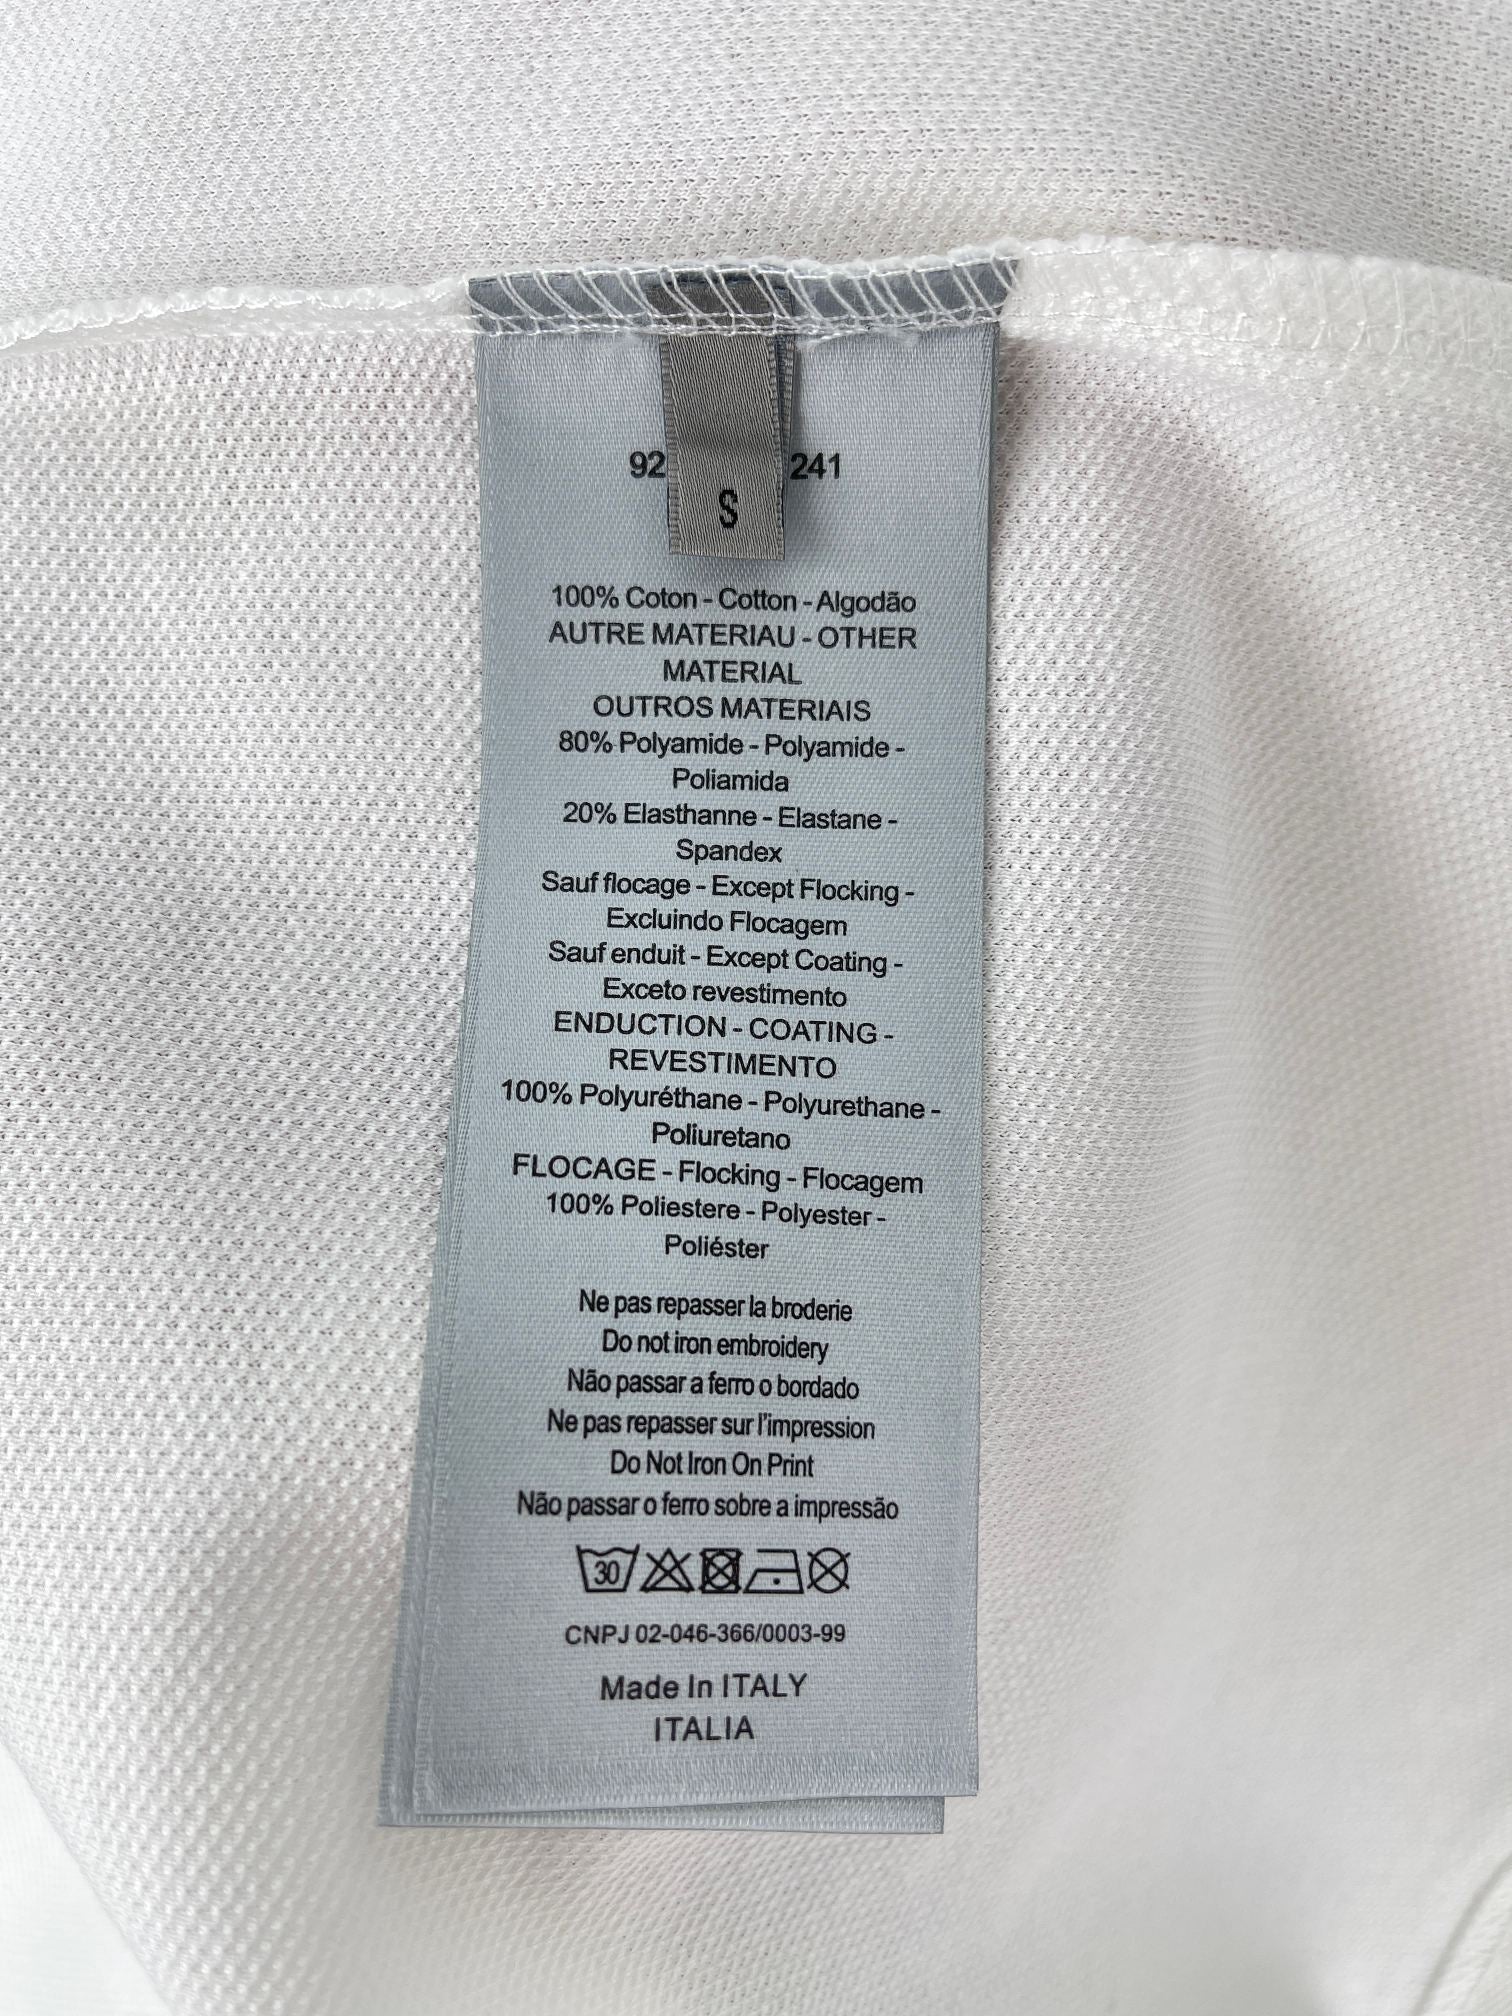 92 241
S
100% Coton - Cotton - Algodão
AUTRE MATERIAU - OTHER
MATERIAL
OUTROS MATERIAIS
80% Polyamide - Polyamide -
Poliamida
20% Elasthanne - Elastane -
Spandex
Sauf flocage - Except Flocking -
Excluindo Flocagem
Sauf enduit - Except Coating -
Exceto revestimento
ENDUCTION - COATING -
REVESTIMENTO
100% Polyuréthane - Polyurethane -
Poliuretano
FLOCAGE - Flocking - Flocagem
100% Poliestere - Polyester -
Poliéster
Ne pas repasser la broderie
Do not iron embroidery
Não passar a ferro o bordado
Ne pas repasser sur l'impression
Do Not Iron On Print
Não passar o ferro sobre a impressão
30
CNPJ 02-046-366/0003-99
Made In ITALY
ITALIA